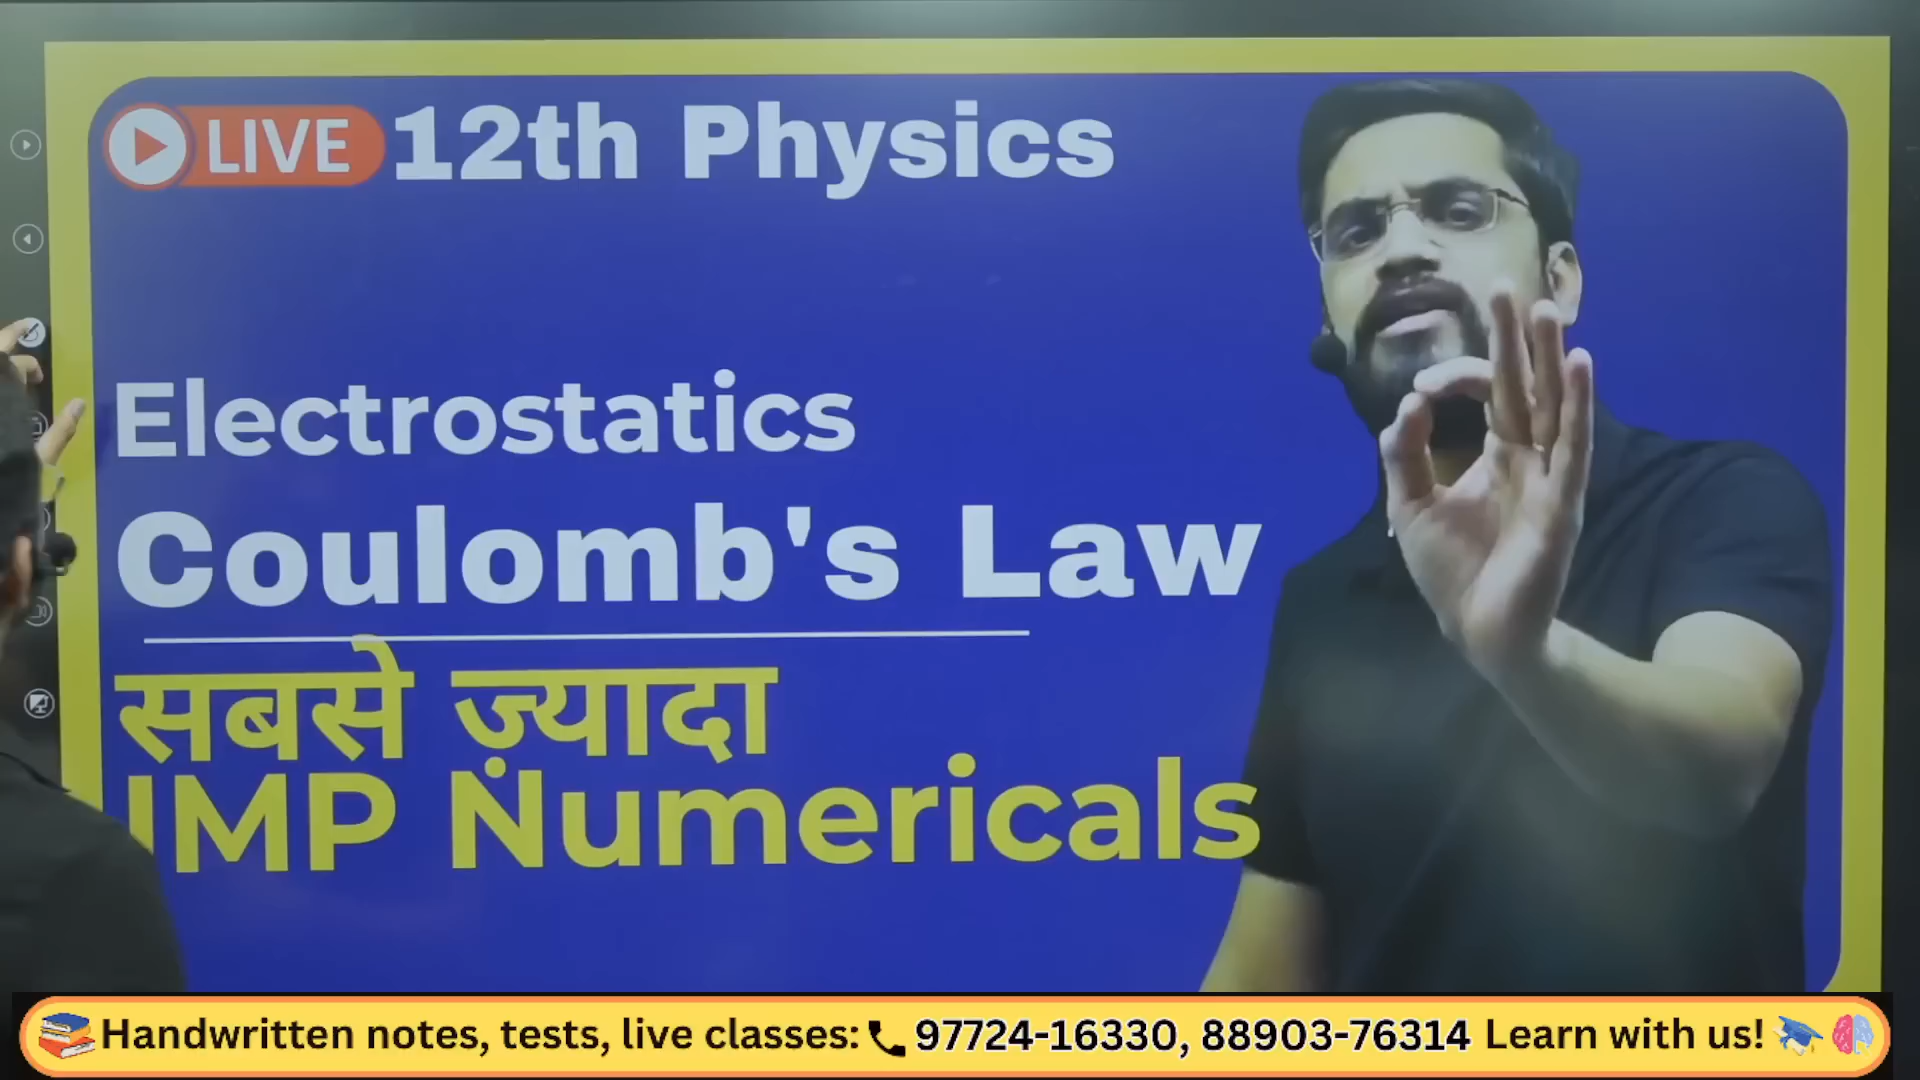 LIVE 12th Physics
Electrostatics
Coulomb's Law
सबसे ज़्यादा
IMP Numericals
Handwritten notes, tests, live classes: 97724-16330, 88903-76314 Learn with us!